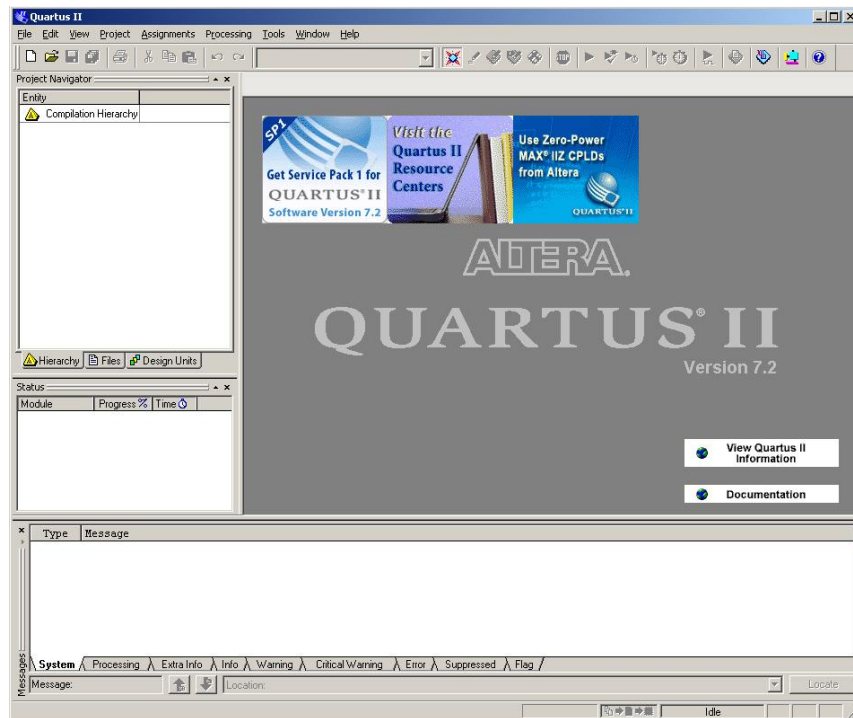 Quartus II
File Edit View Project Assignments Processing Tools Window Help
Project Navigator
Entity
Compilation Hierarchy
Hierarchy Files Design Units
Status
Module Progress % Time
SP1
Get Service Pack 1 for
QUARTUS® II
Software Version 7.2
Visit the
Quartus II
Resource
Centers
Use Zero-Power
MAX® IIZ CPLDs
from Altera
QUARTUS® II
ALTERA®
QUARTUS® II
Version 7.2
View Quartus II
Information
Documentation
Type Message
System Processing Extra Info Info Warning Critical Warning Error Suppressed Flag
Messages
Message: Location: Locate
Idle